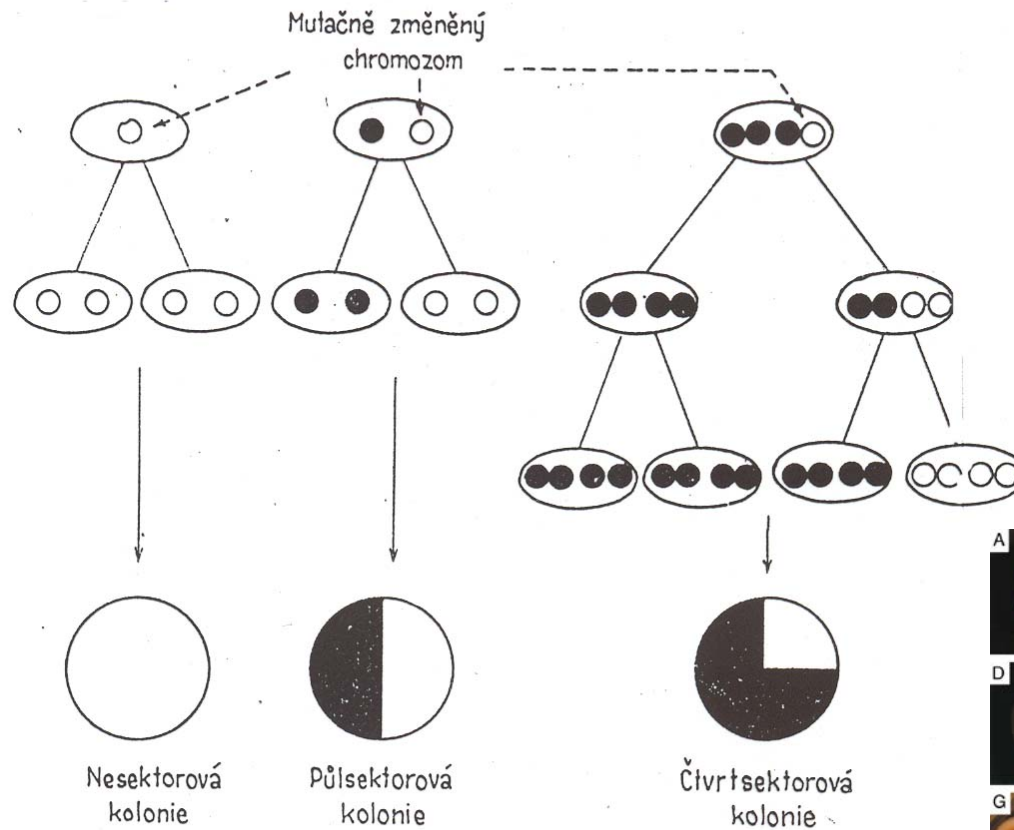 Mutačně změněný
chromozom
Nesektorová
kolonie
Půlsektorová
kolonie
Čtvrtsektorová
kolonie
A
D
G